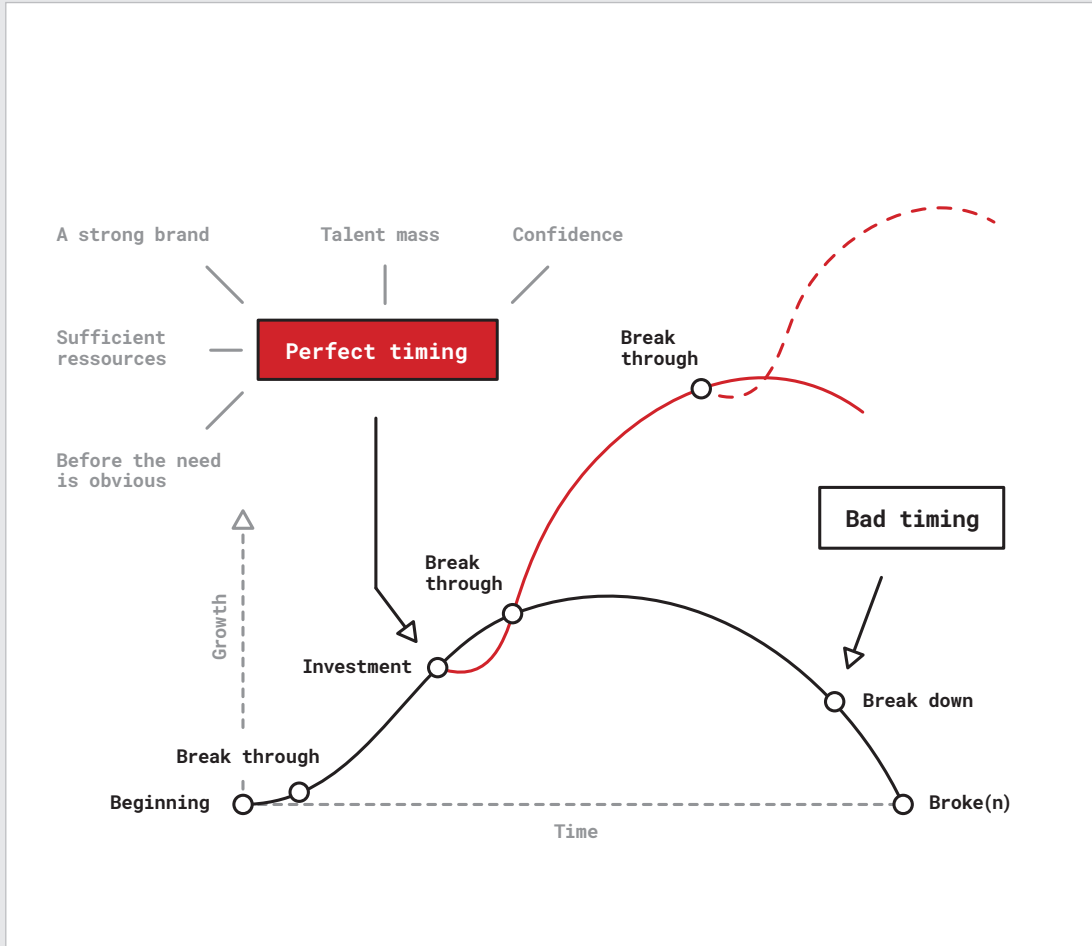 A strong brand
Talent mass
Confidence
Sufficient
ressources
Perfect timing
Break
through
Before the need
is obvious
Bad timing
Break
through
Growth
Investment
Break down
Break through
Beginning
Broke(n)
Time